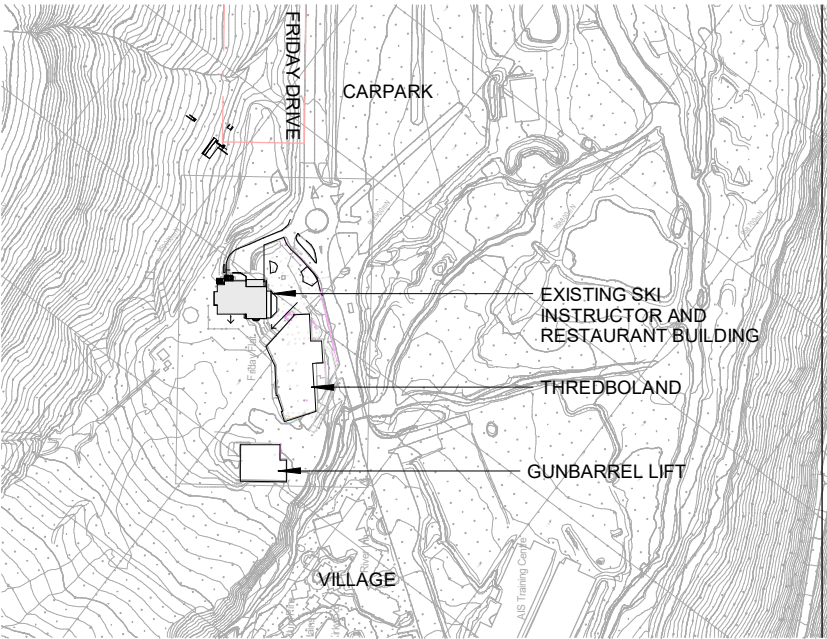 FRIDAY DRIVE
CARPARK
EXISTING SKI
INSTRUCTOR AND
RESTAURANT BUILDING
THREDBOLAND
GUNBARREL LIFT
VILLAGE
AIS Training Centre